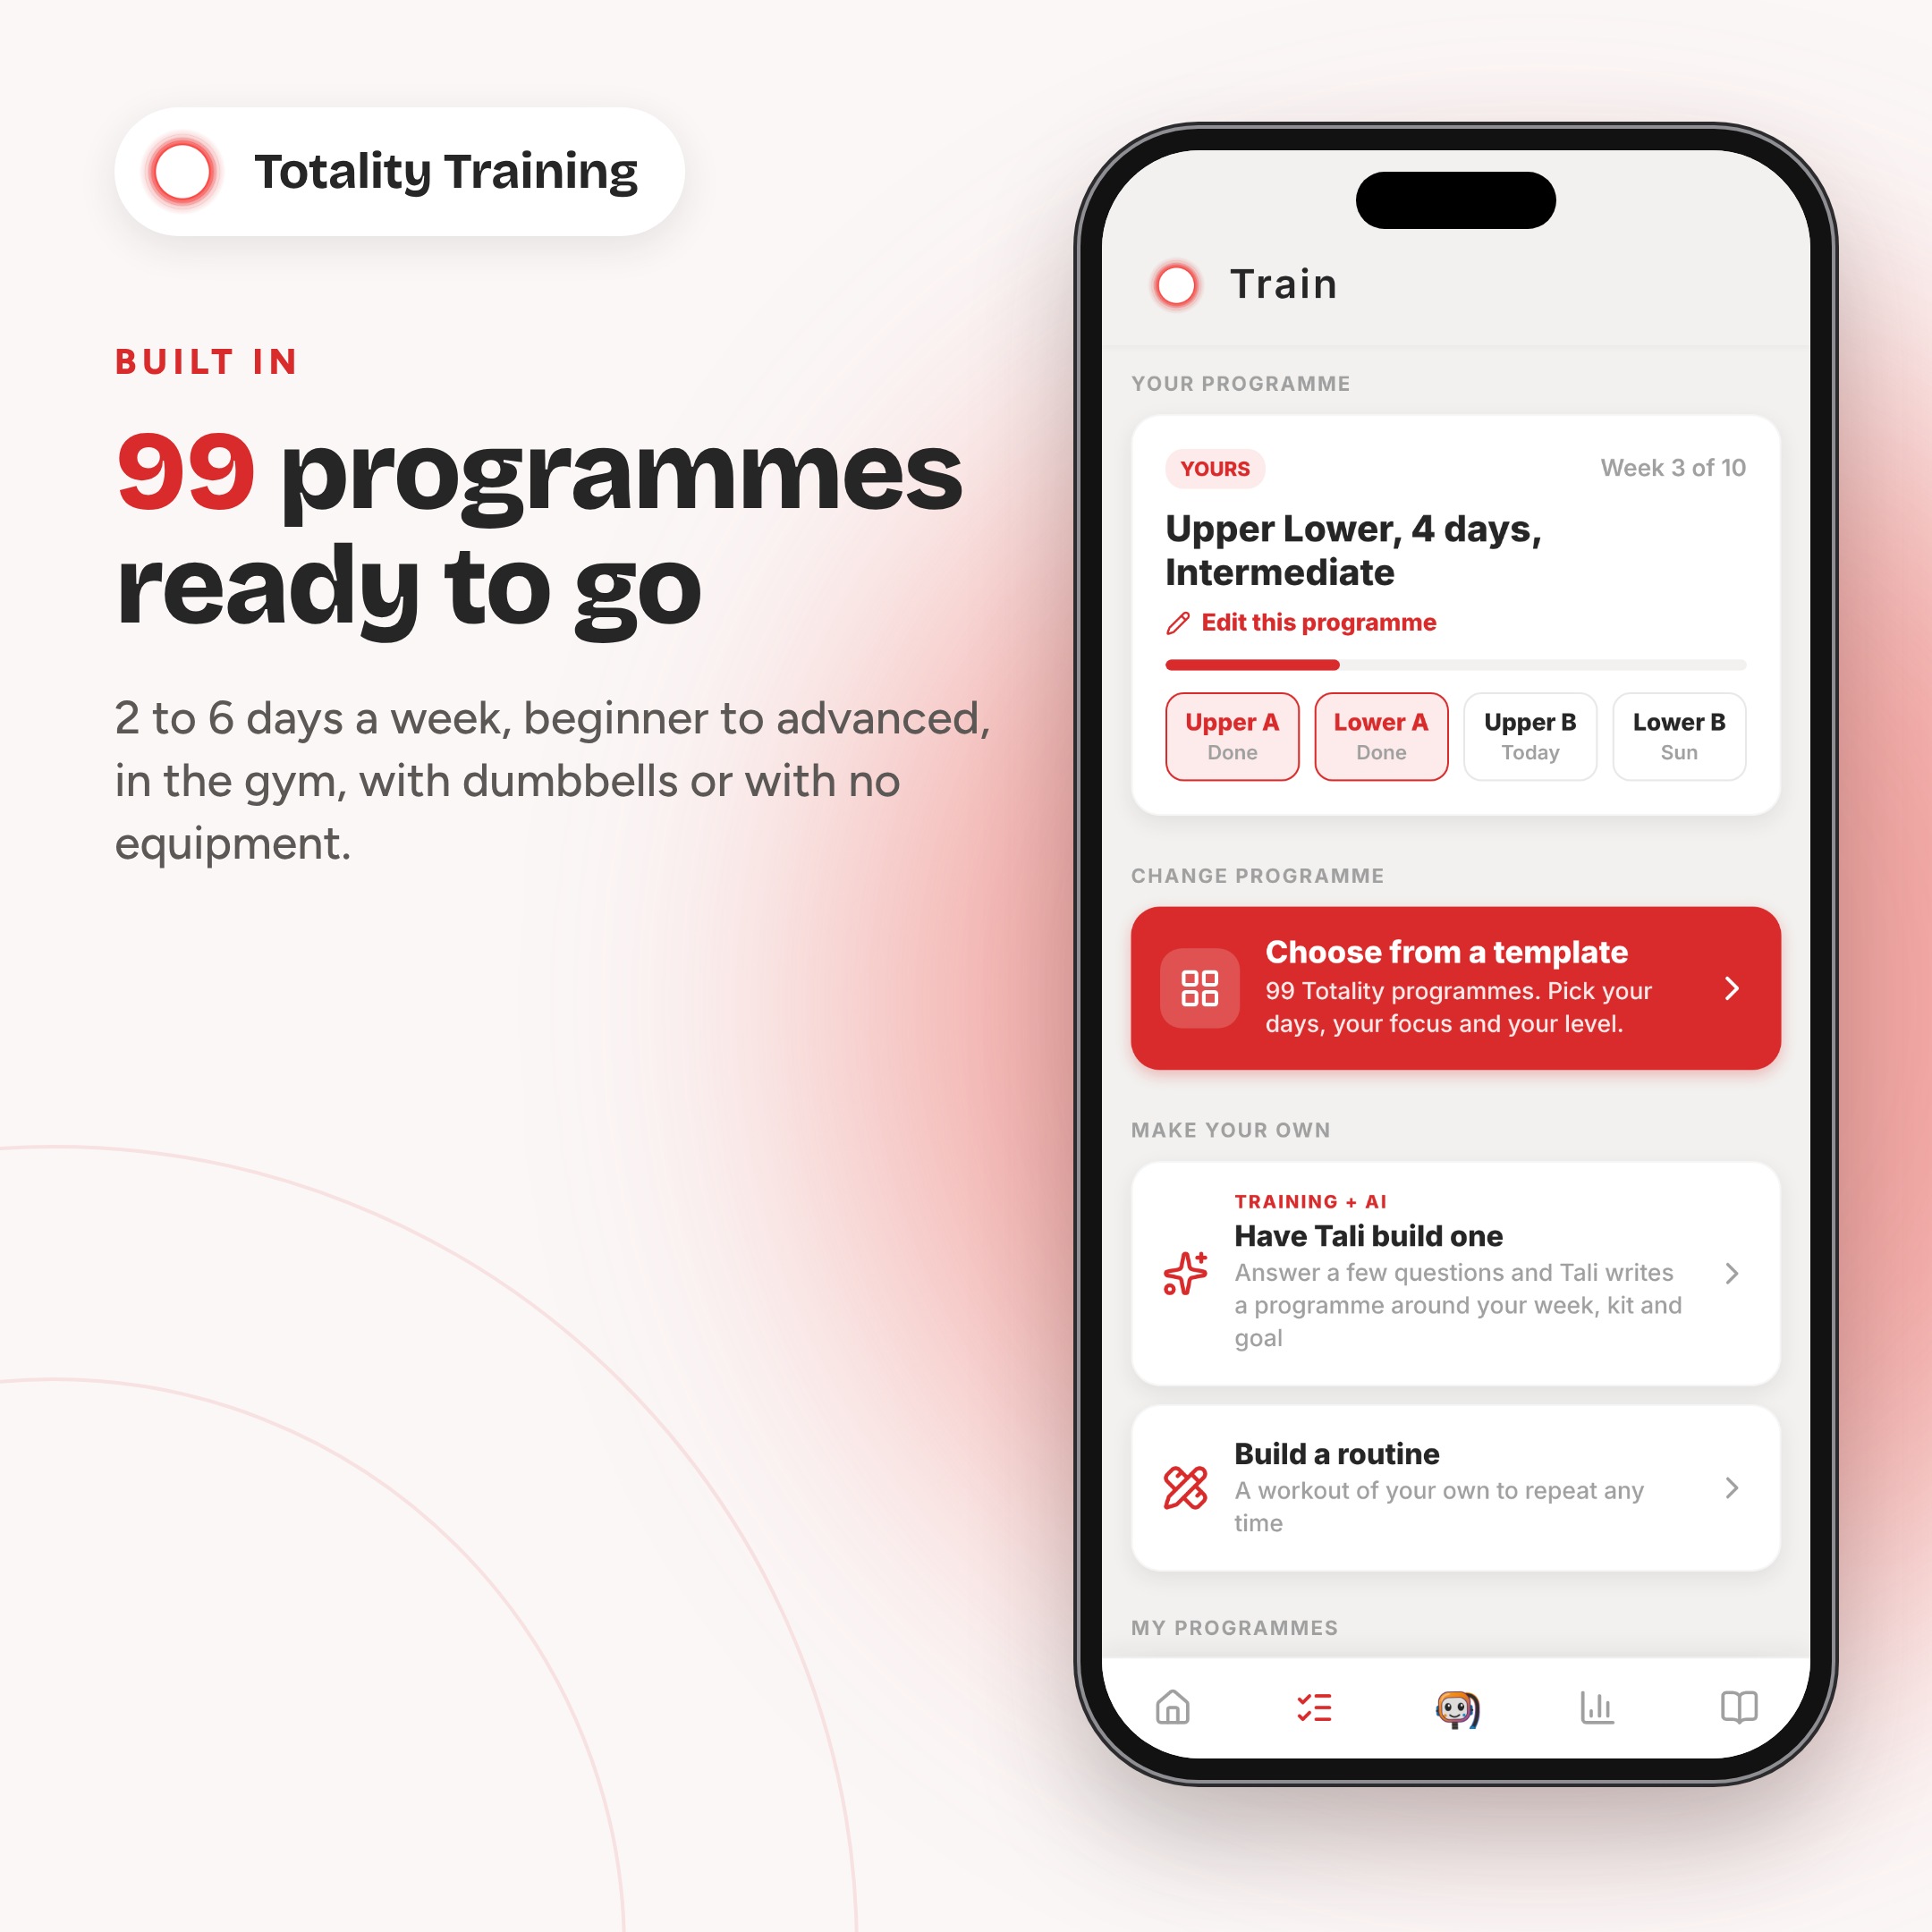 Totality Training
BUILT IN
99 programmes
ready to go
2 to 6 days a week, beginner to advanced,
in the gym, with dumbbells or with no
equipment.
Train
YOUR PROGRAMME
YOURS
Week 3 of 10
Upper Lower, 4 days,
Intermediate
Edit this programme
Upper A
Done
Lower A
Done
Upper B
Today
Lower B
Sun
CHANGE PROGRAMME
Choose from a template
99 Totality programmes. Pick your
days, your focus and your level.
MAKE YOUR OWN
TRAINING + AI
Have Tali build one
Answer a few questions and Tali writes
a programme around your week, kit and
goal
Build a routine
A workout of your own to repeat any
time
MY PROGRAMMES